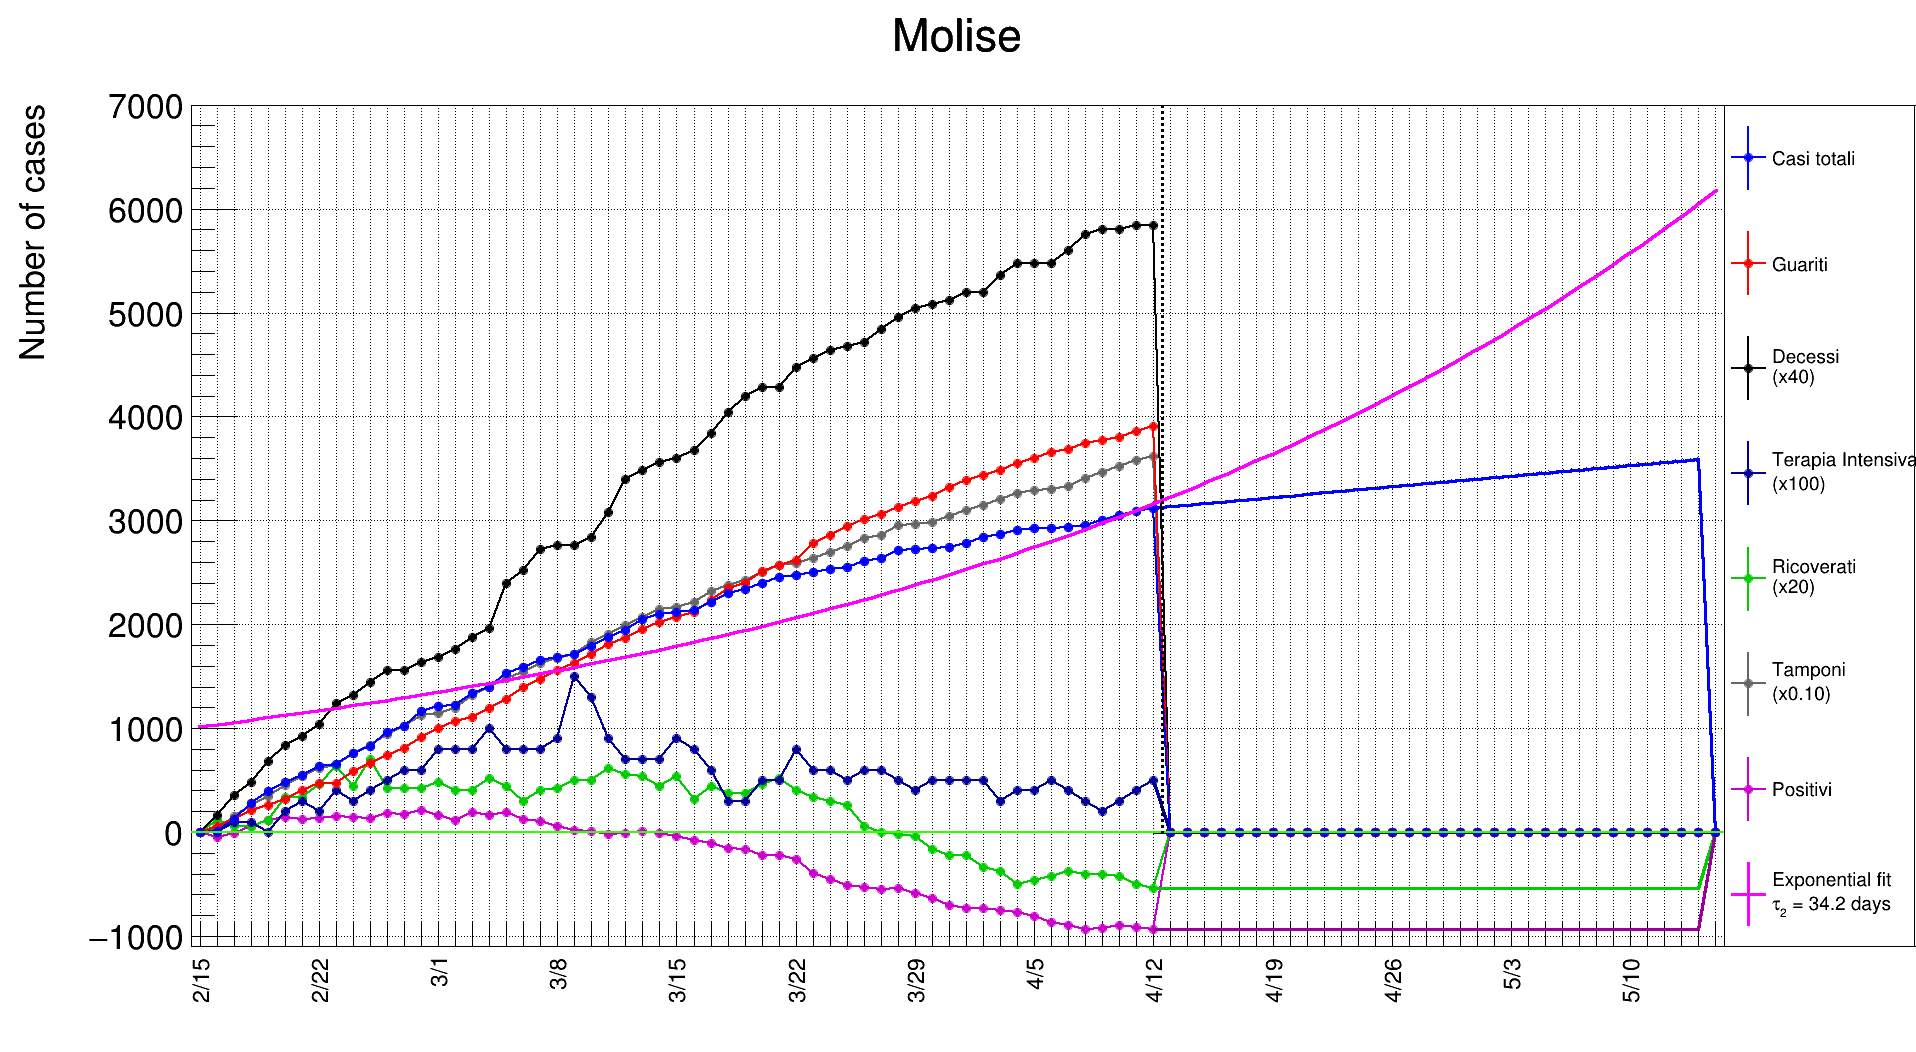 Molise
Number of cases
7000
6000
5000
4000
3000
2000
1000
0
−1000
2/15
2/22
3/1
3/8
3/15
3/22
3/29
4/5
4/12
4/19
4/26
5/3
5/10
Casi totali
Guariti
Decessi
(x40)
Terapia Intensiva
(x100)
Ricoverati
(x20)
Tamponi
(x0.10)
Positivi
Exponential fit
τ2 = 34.2 days